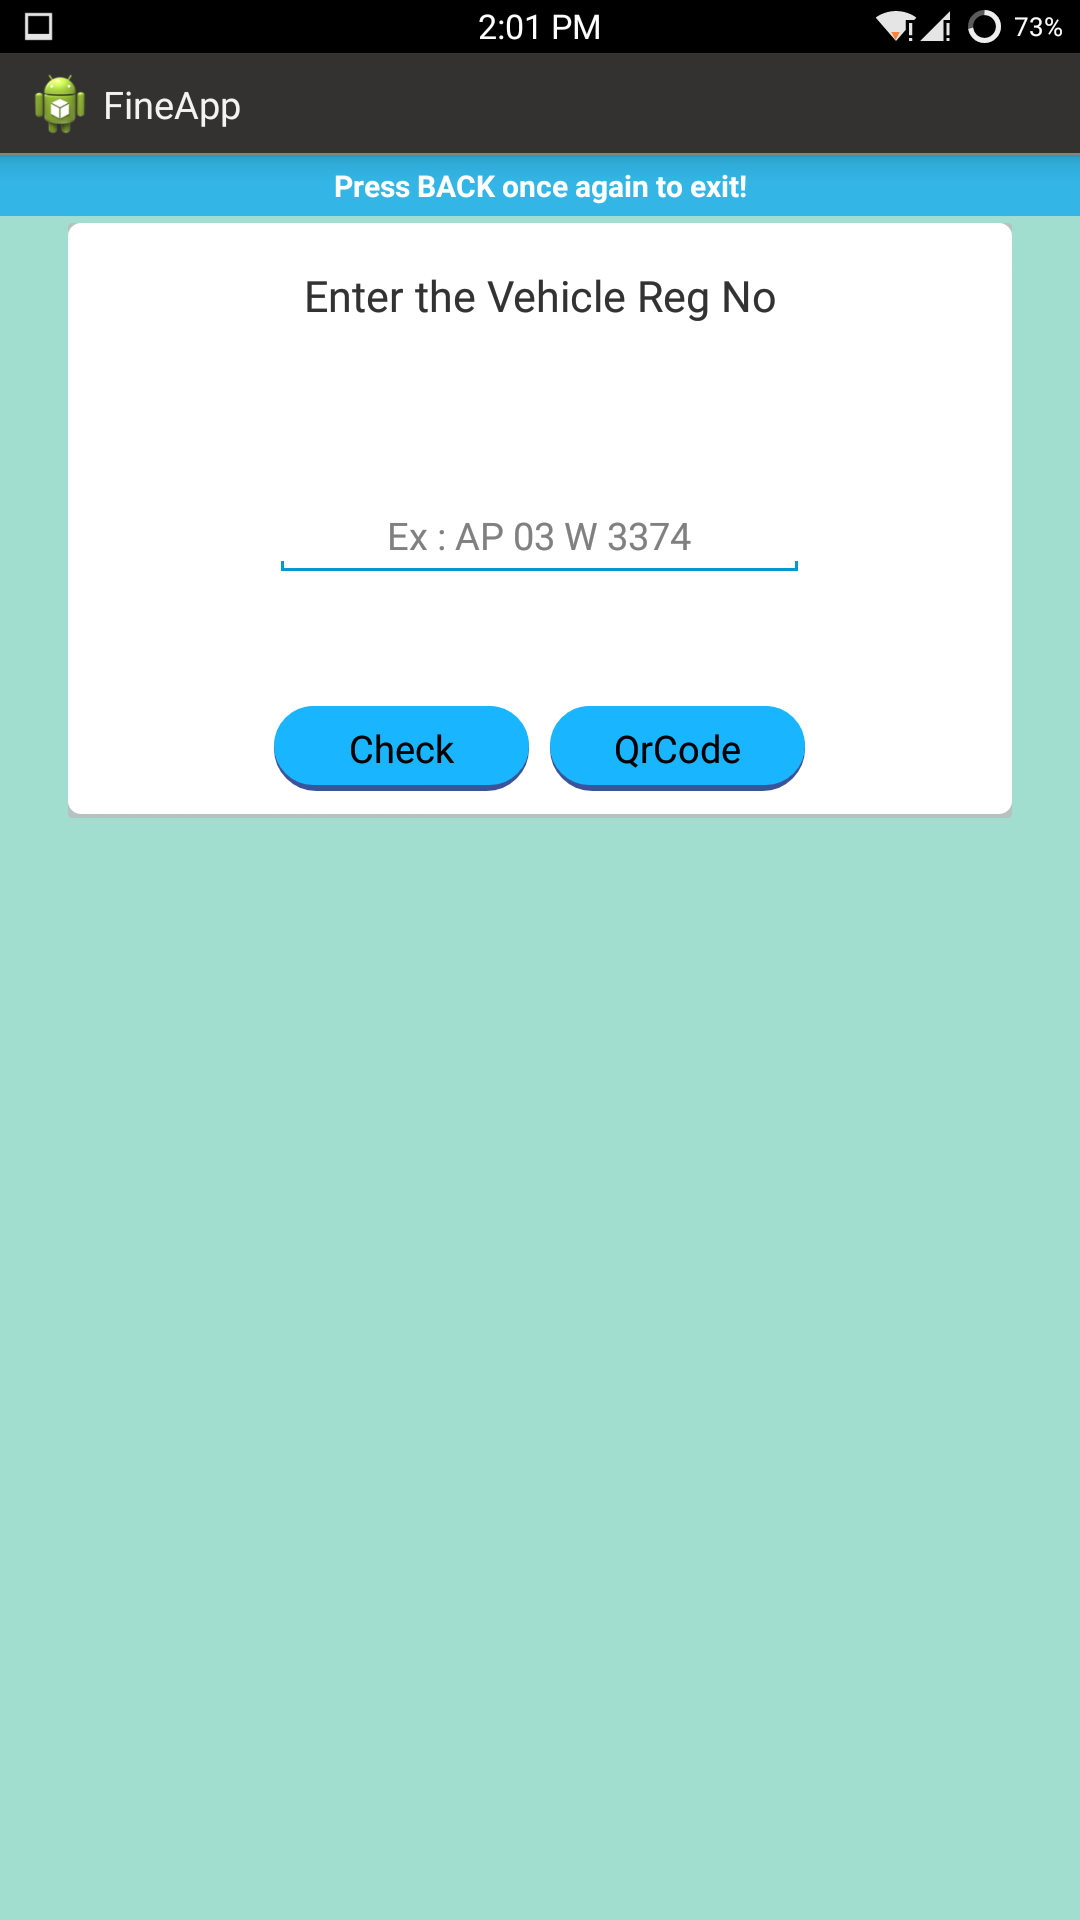 2:01 PM
73%
FineApp
Press BACK once again to exit!
Enter the Vehicle Reg No
Ex : AP 03 W 3374
Check
QrCode